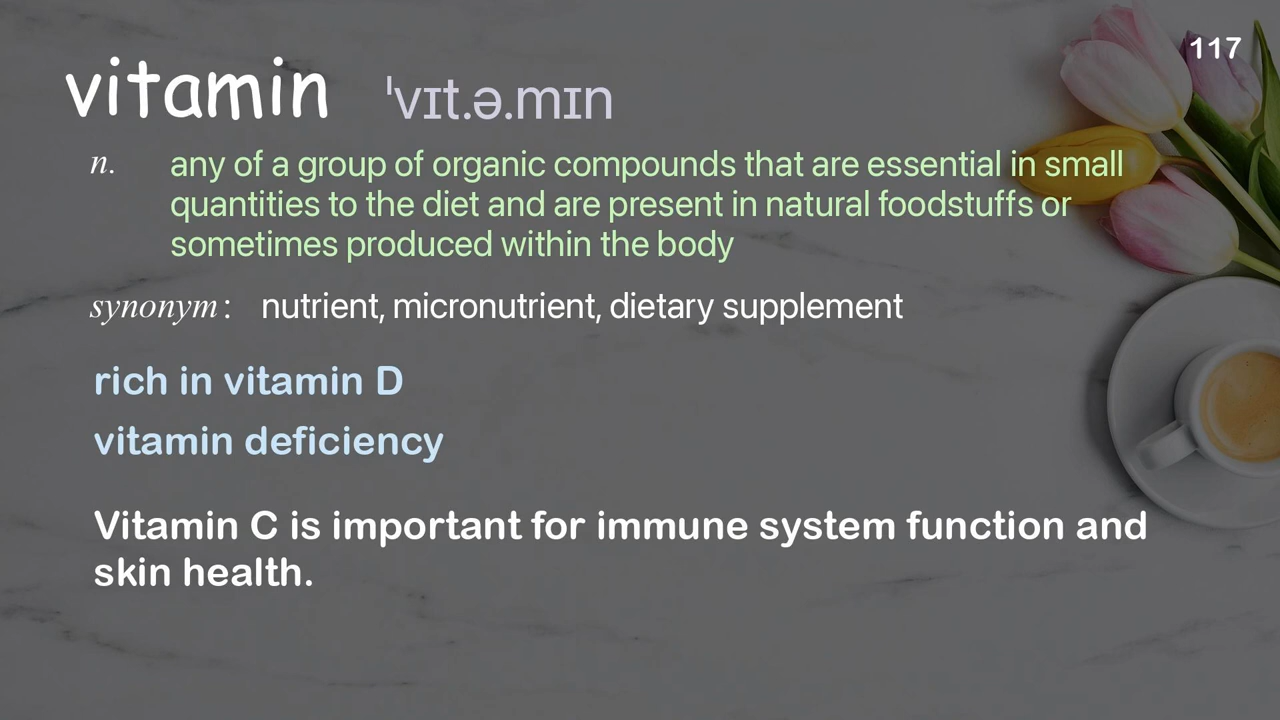 117
vitamin ˈvɪt.ə.mɪn
n. any of a group of organic compounds that are essential in small
quantities to the diet and are present in natural foodstuffs or
sometimes produced within the body
synonym: nutrient, micronutrient, dietary supplement
rich in vitamin D
vitamin deficiency
Vitamin C is important for immune system function and
skin health.